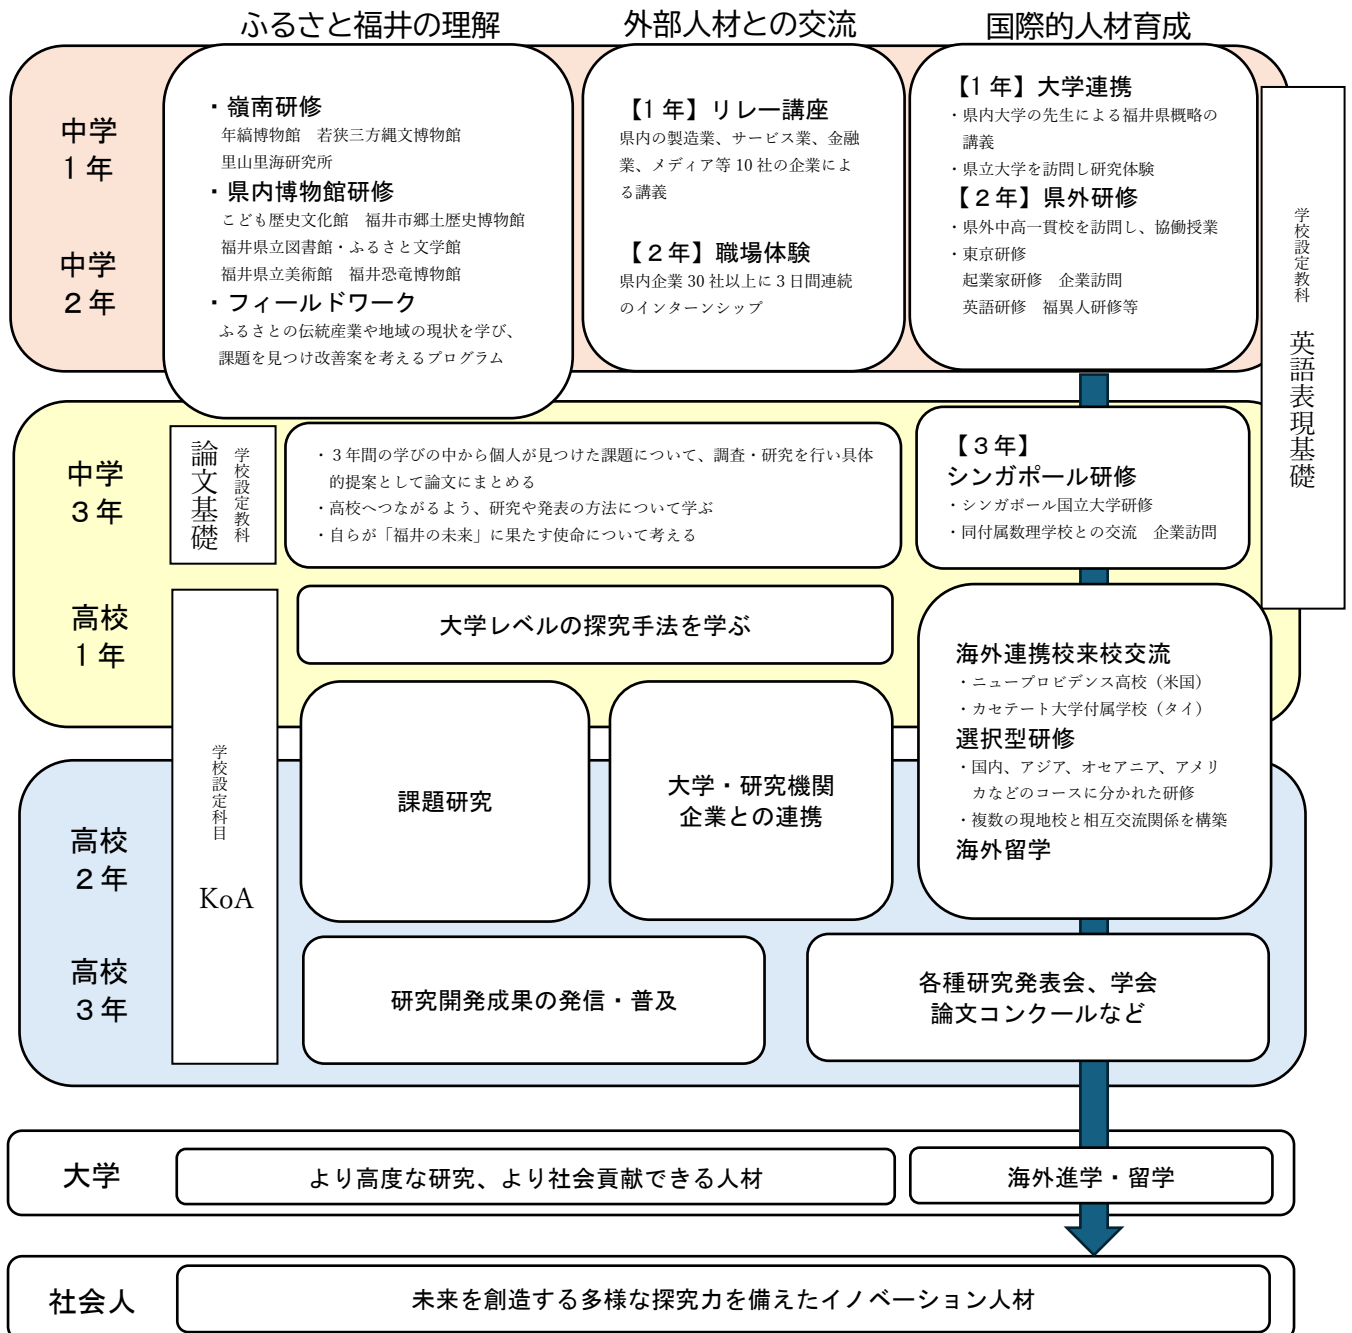 ふるさと福井の理解
外部人材との交流
国際的人材育成
中学
1年
中学
2年
・嶺南研修
年縞博物館　若狭三方縄文博物館
里山里海研究所
・県内博物館研修
こども歴史文化館　福井市郷土歴史博物館
福井県立図書館・ふるさと文学館
福井県立美術館　福井恐竜博物館
・フィールドワーク
ふるさとの伝統産業や地域の現状を学び、
課題を見つけ改善案を考えるプログラム
【1年】リレー講座
県内の製造業、サービス業、金融
業、メディア等 10 社の企業によ
る講義
【2年】職場体験
県内企業 30 社以上に 3 日間連続
のインターンシップ
【1年】大学連携
・県内大学の先生による福井県概略の
講義
・県立大学を訪問し研究体験
【2年】県外研修
・県外中高一貫校を訪問し、協働授業
・東京研修
起業家研修　企業訪問
英語研修　福異人研修等
学校設定教科　英語表現基礎
中学
3年
学校設定教科
論文基礎
・3年間の学びの中から個人が見つけた課題について、調査・研究を行い具体
的提案として論文にまとめる
・高校へつながるよう、研究や発表の方法について学ぶ
・自らが「福井の未来」に果たす使命について考える
【3年】
シンガポール研修
・シンガポール国立大学研修
・同付属数理学校との交流　企業訪問
高校
1年
学校設定科目　KoA
大学レベルの探究手法を学ぶ
海外連携校来校交流
・ニュープロビデンス高校（米国）
・カセテート大学付属学校（タイ）
選択型研修
・国内、アジア、オセアニア、アメリ
カなどのコースに分かれた研修
・複数の現地校と相互交流関係を構築
海外留学
高校
2年
課題研究
大学・研究機関
企業との連携
高校
3年
研究開発成果の発信・普及
各種研究発表会、学会
論文コンクールなど
大学
より高度な研究、より社会貢献できる人材
海外進学・留学
社会人
未来を創造する多様な探究力を備えたイノベーション人材